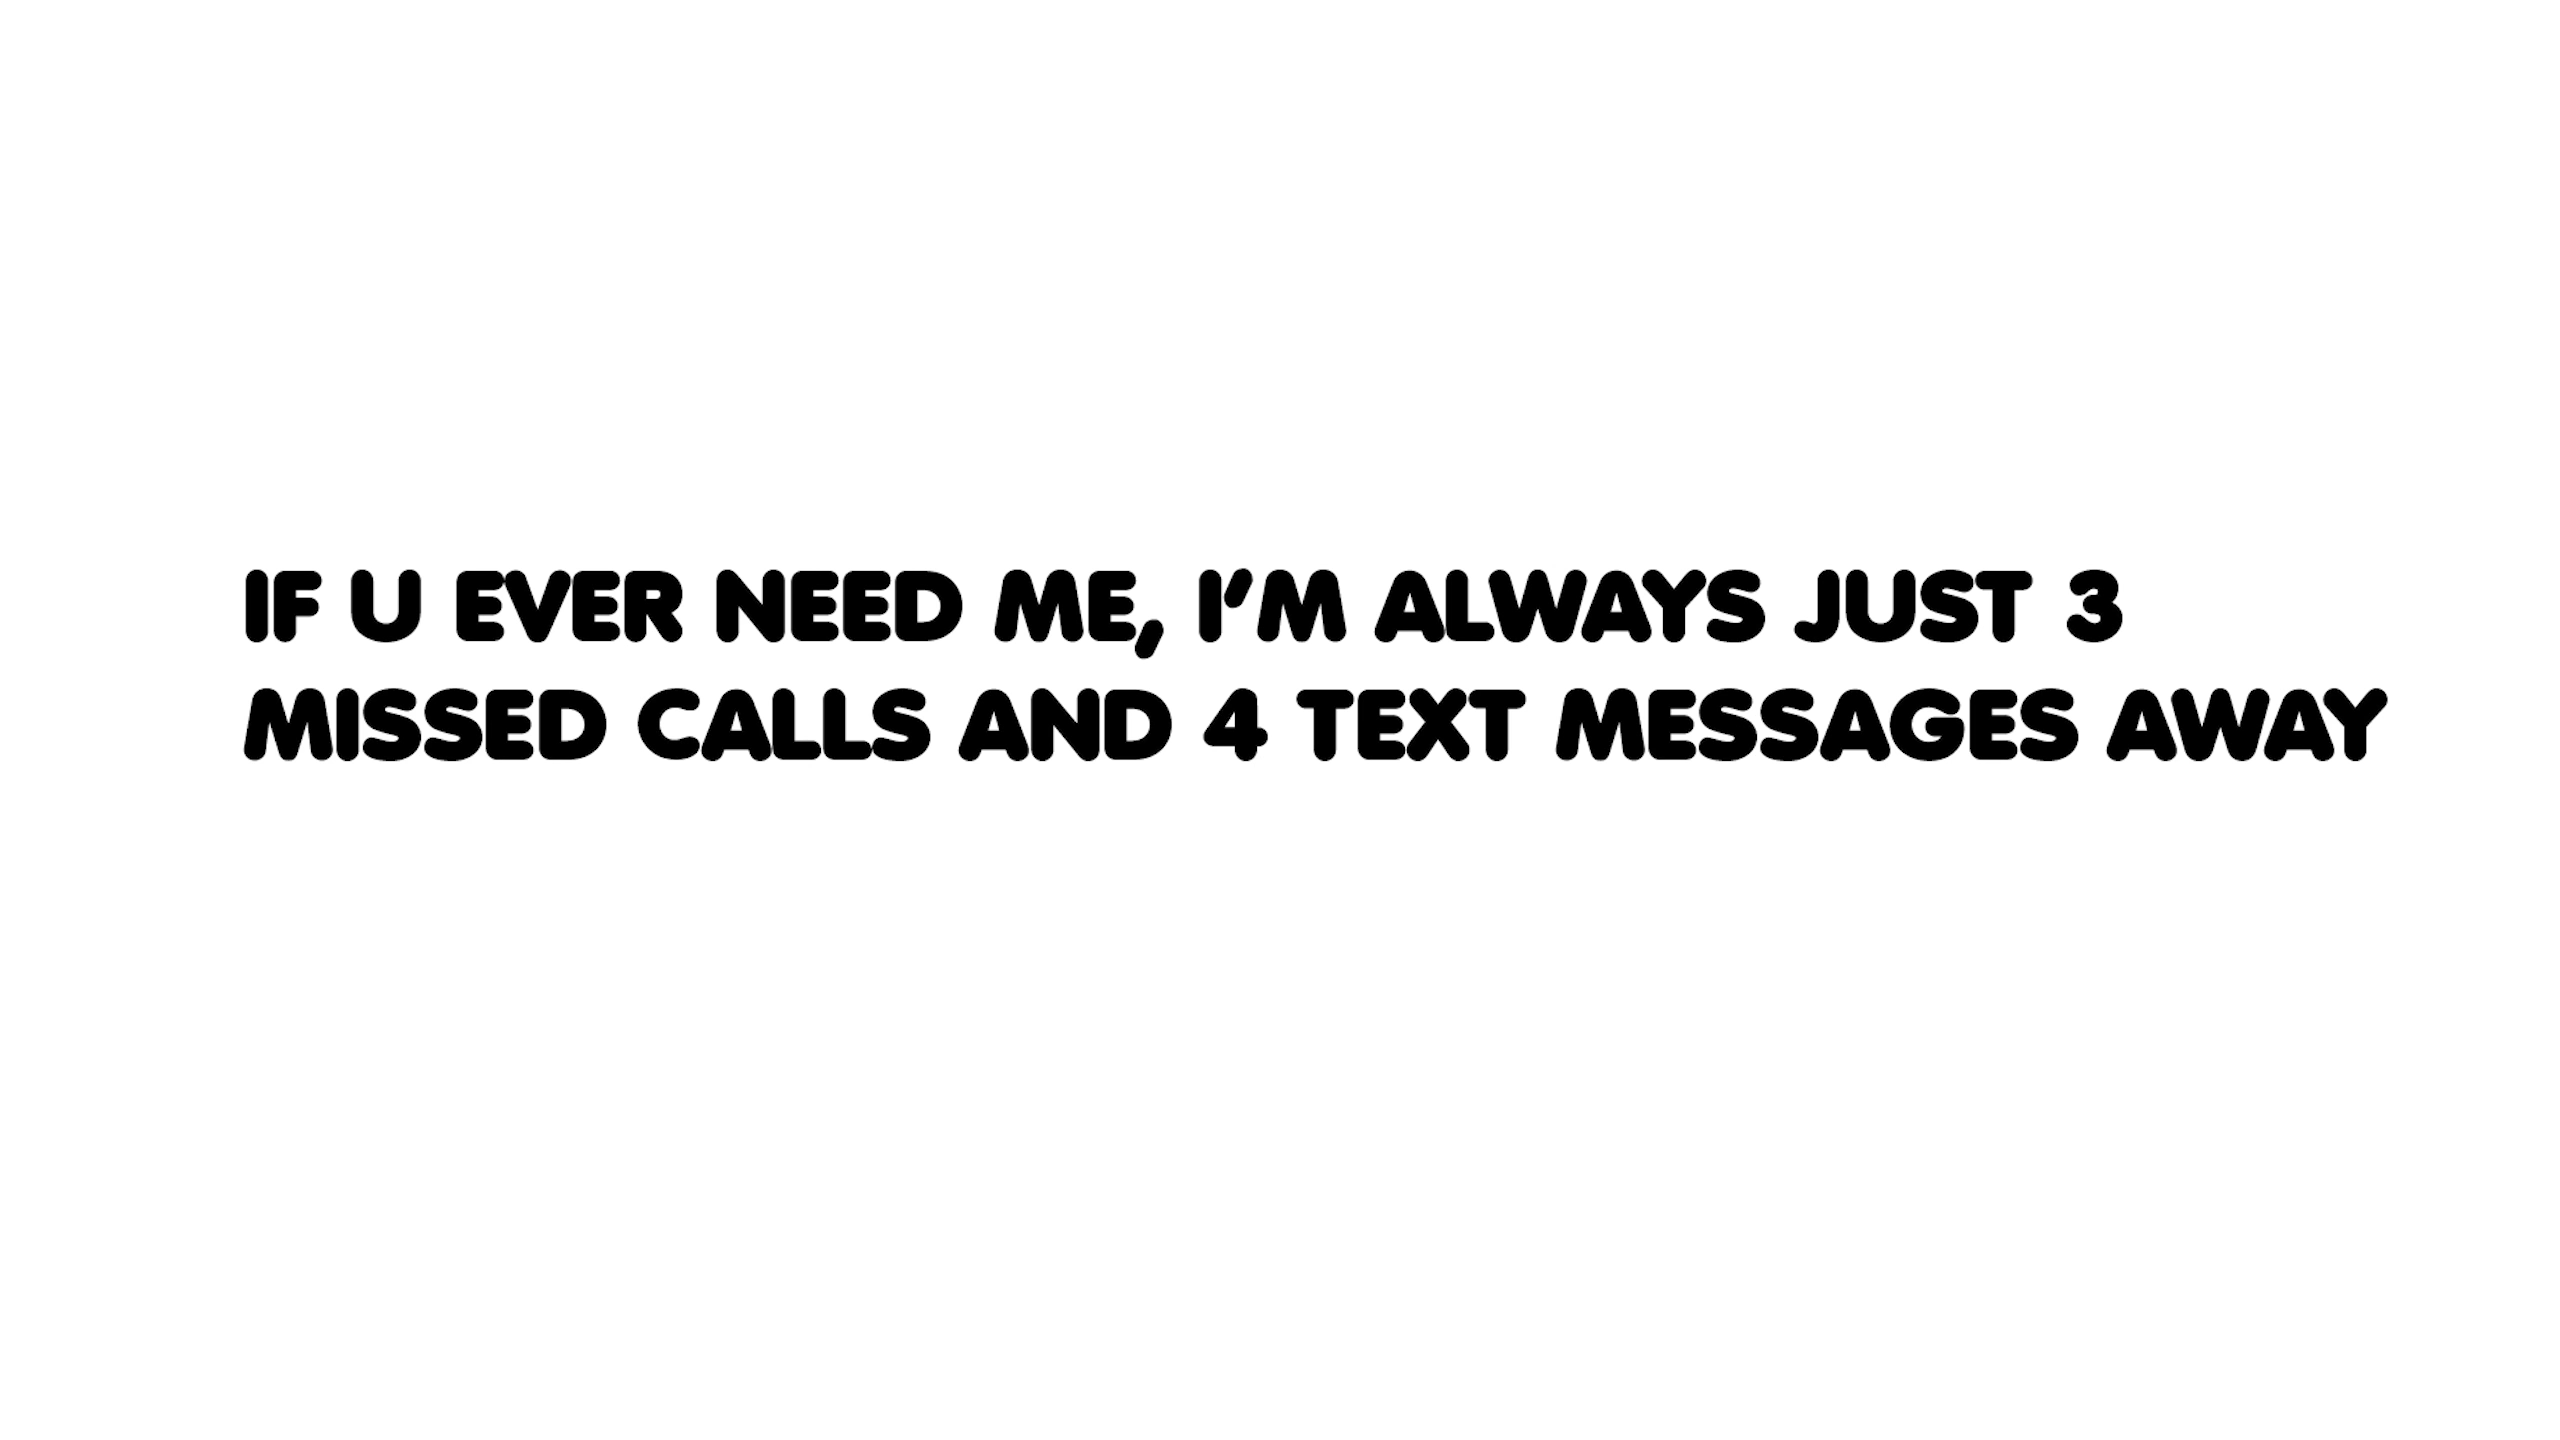 IF U EVER NEED ME, I'M ALWAYS JUST 3
MISSED CALLS AND 4 TEXT MESSAGES AWAY